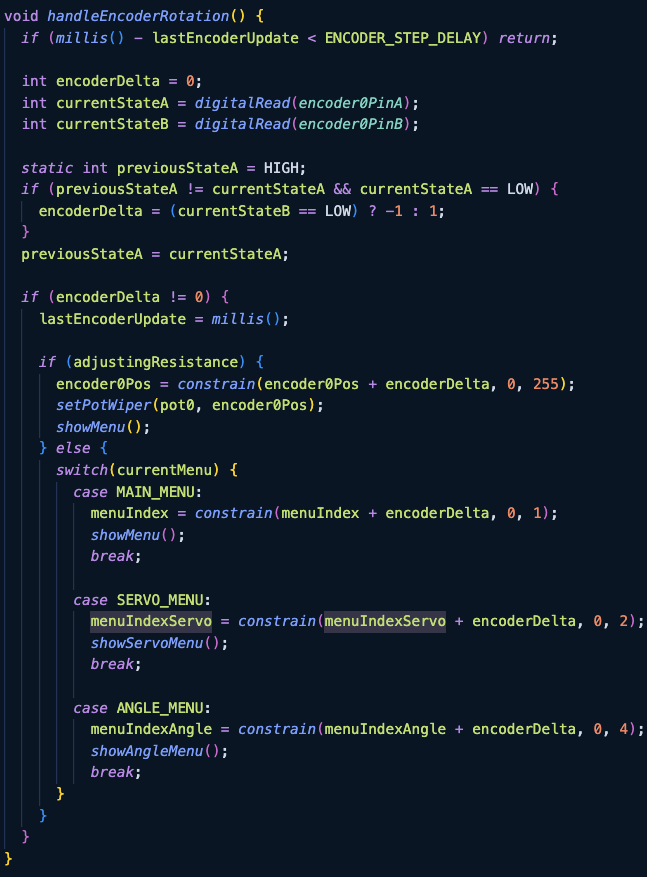 void handleEncoderRotation() {
if (millis() - lastEncoderUpdate < ENCODER_STEP_DELAY) return;
int encoderDelta = 0;
int currentStateA = digitalRead(encoder0PinA);
int currentStateB = digitalRead(encoder0PinB);
static int previousStateA = HIGH;
if (previousStateA != currentStateA && currentStateA == LOW) {
encoderDelta = (currentStateB == LOW) ? -1 : 1;
}
previousStateA = currentStateA;
if (encoderDelta != 0) {
lastEncoderUpdate = millis();
if (adjustingResistance) {
encoder0Pos = constrain(encoder0Pos + encoderDelta, 0, 255);
setPotWiper(pot0, encoder0Pos);
showMenu();
} else {
switch(currentMenu) {
case MAIN_MENU:
menuIndex = constrain(menuIndex + encoderDelta, 0, 1);
showMenu();
break;
case SERVO_MENU:
menuIndexServo = constrain(menuIndexServo + encoderDelta, 0, 2);
showServoMenu();
break;
case ANGLE_MENU:
menuIndexAngle = constrain(menuIndexAngle + encoderDelta, 0, 4);
showAngleMenu();
break;
}
}
}
}